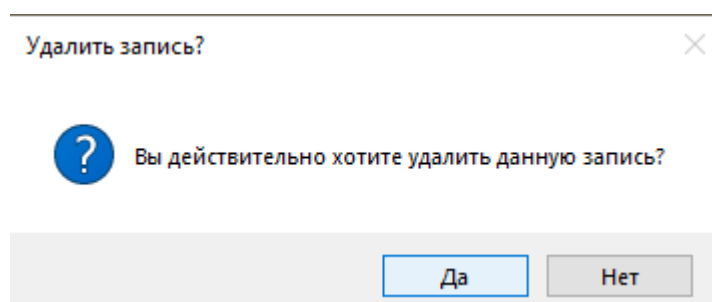 Удалить запись?
Вы действительно хотите удалить данную запись?
Да
Нет